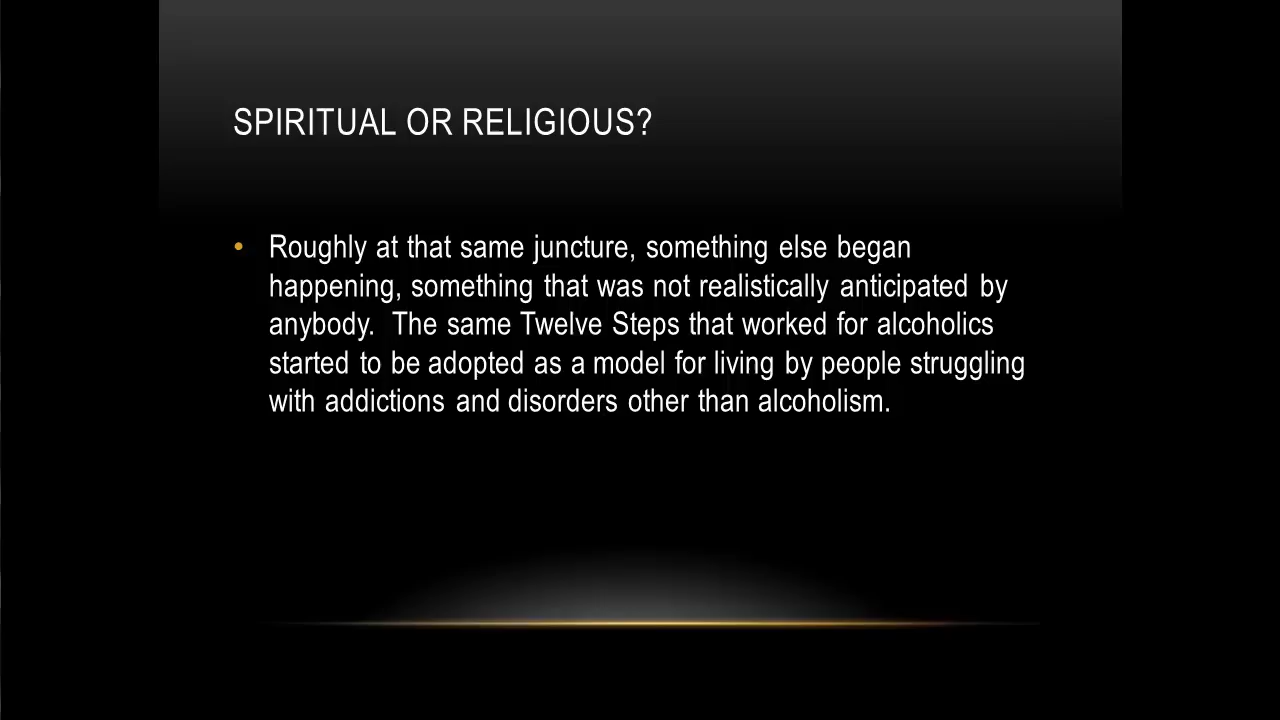 SPIRITUAL OR RELIGIOUS?
• Roughly at that same juncture, something else began
happening, something that was not realistically anticipated by
anybody.  The same Twelve Steps that worked for alcoholics
started to be adopted as a model for living by people struggling
with addictions and disorders other than alcoholism.